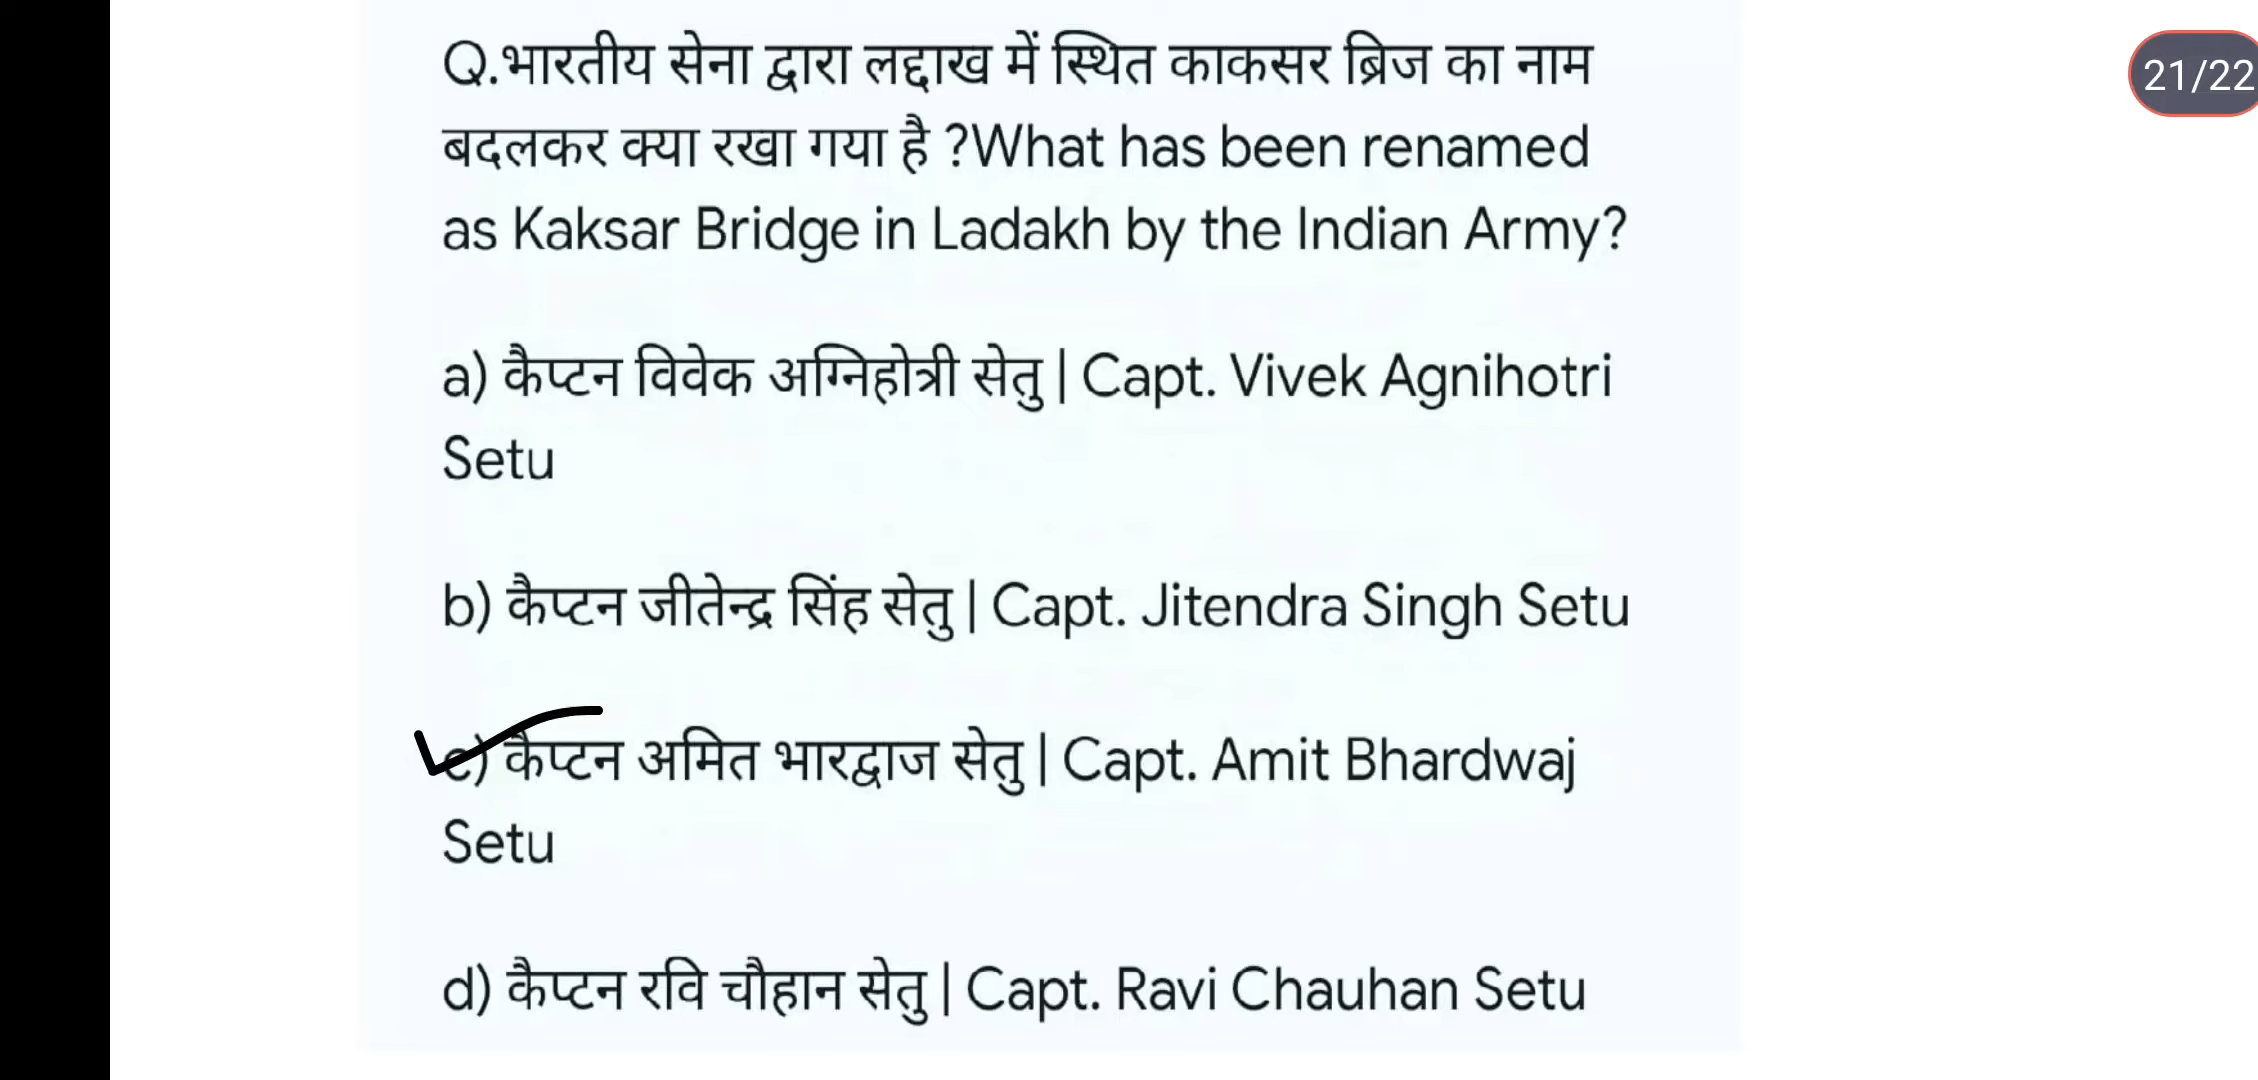 Q.भारतीय सेना द्वारा लद्दाख में स्थित काकसर ब्रिज का नाम
बदलकर क्या रखा गया है ?What has been renamed
as Kaksar Bridge in Ladakh by the Indian Army?
a) कैप्टन विवेक अग्निहोत्री सेतु | Capt. Vivek Agnihotri
Setu
b) कैप्टन जीतेन्द्र सिंह सेतु | Capt. Jitendra Singh Setu
c) कैप्टन अमित भारद्वाज सेतु | Capt. Amit Bhardwaj
Setu
d) कैप्टन रवि चौहान सेतु | Capt. Ravi Chauhan Setu
21/22